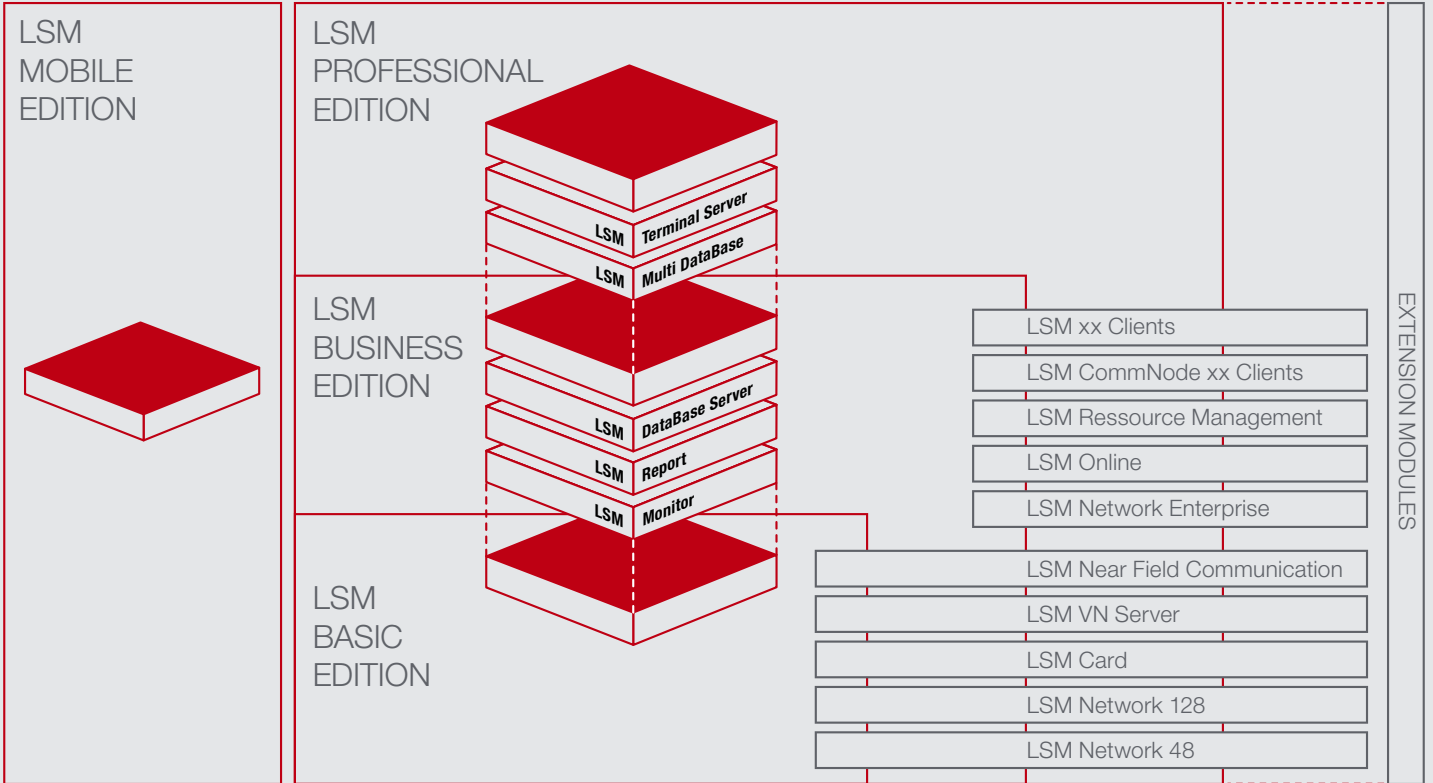 LSM
MOBILE
EDITION
LSM
PROFESSIONAL
EDITION
LSM Terminal Server
LSM Multi DataBase
LSM
BUSINESS
EDITION
LSM DataBase Server
LSM Report
LSM Monitor
LSM
BASIC
EDITION
LSM xx Clients
LSM CommNode xx Clients
LSM Ressource Management
LSM Online
LSM Network Enterprise
LSM Near Field Communication
LSM VN Server
LSM Card
LSM Network 128
LSM Network 48
EXTENSION MODULES